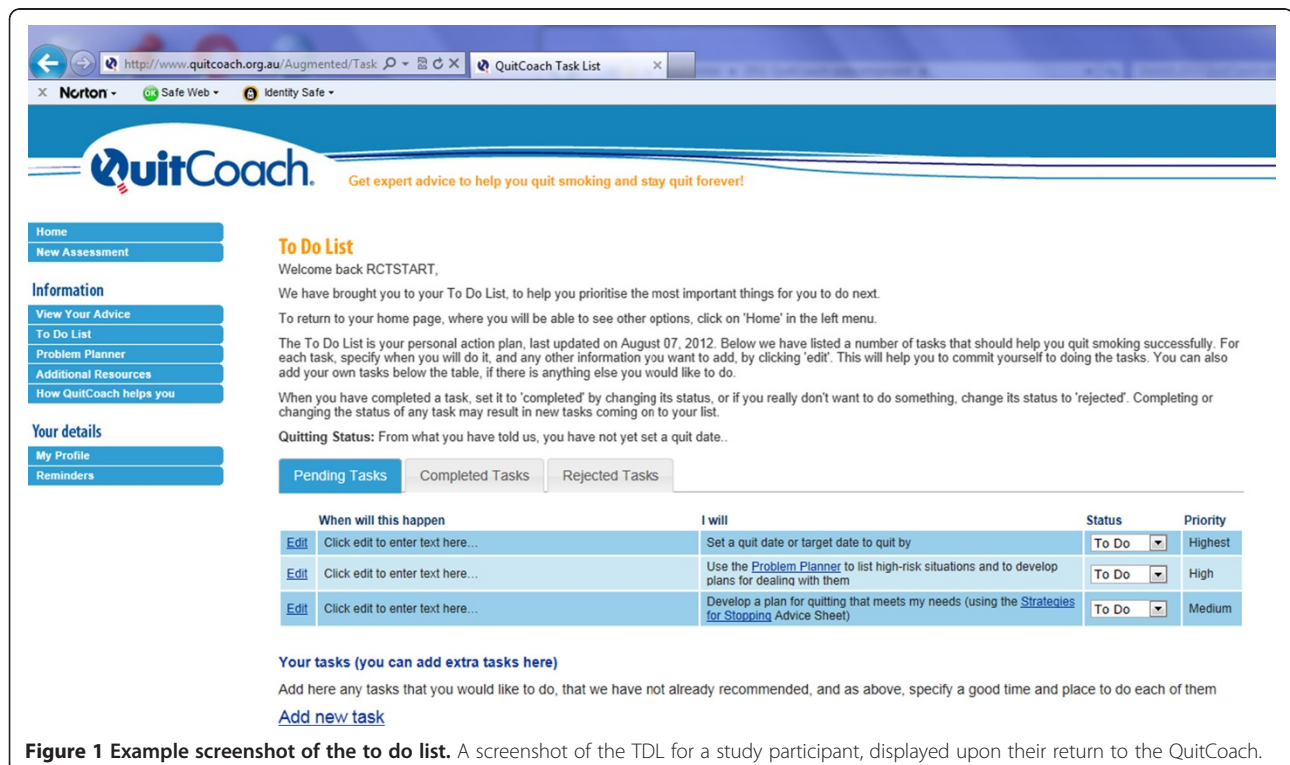 http://www.quitcoach.org.au/Augmented/Task
QuitCoach Task List
x Norton -
OK Safe Web
Identity Safe
QuitCoach.
Get expert advice to help you quit smoking and stay quit forever!
Home
New Assessment
Information
View Your Advice
To Do List
Problem Planner
Additional Resources
How QuitCoach helps you
Your details
My Profile
Reminders
To Do List
Welcome back RCTSTART,
We have brought you to your To Do List, to help you prioritise the most important things for you to do next.
To return to your home page, where you will be able to see other options, click on 'Home' in the left menu.
The To Do List is your personal action plan, last updated on August 07, 2012. Below we have listed a number of tasks that should help you quit smoking successfully. For
each task, specify when you will do it, and any other information you want to add, by clicking 'edit'. This will help you to commit yourself to doing the tasks. You can also
add your own tasks below the table, if there is anything else you would like to do.
When you have completed a task, set it to 'completed' by changing its status, or if you really don't want to do something, change its status to 'rejected'. Completing or
changing the status of any task may result in new tasks coming on to your list.
Quitting Status: From what you have told us, you have not yet set a quit date..
Pending Tasks Completed Tasks Rejected Tasks
When will this happen I will Status Priority
Edit Click edit to enter text here... Set a quit date or target date to quit by To Do Highest
Edit Click edit to enter text here... Use the Problem Planner to list high-risk situations and to develop
plans for dealing with them To Do High
Edit Click edit to enter text here... Develop a plan for quitting that meets my needs (using the Strategies
for Stopping Advice Sheet) To Do Medium
Your tasks (you can add extra tasks here)
Add here any tasks that you would like to do, that we have not already recommended, and as above, specify a good time and place to do each of them
Add new task
Figure 1 Example screenshot of the to do list. A screenshot of the TDL for a study participant, displayed upon their return to the QuitCoach.